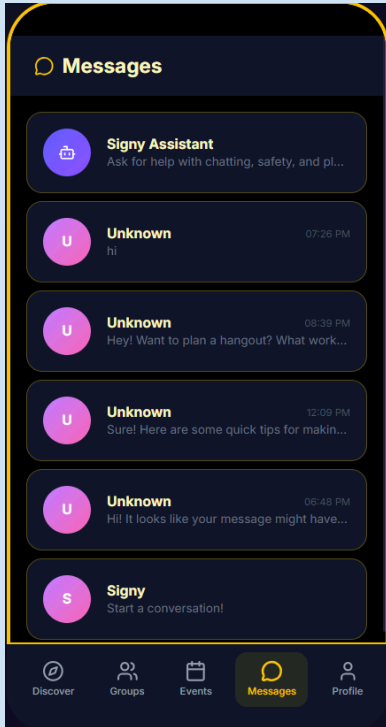 Messages
Signy Assistant
Ask for help with chatting, safety, and pl...
U
Unknown
07:26 PM
hi
U
Unknown
08:39 PM
Hey! Want to plan a hangout? What work...
U
Unknown
12:09 PM
Sure! Here are some quick tips for makin...
U
Unknown
06:48 PM
Hi! It looks like your message might have...
S
Signy
Start a conversation!
Discover
Groups
Events
Messages
Profile